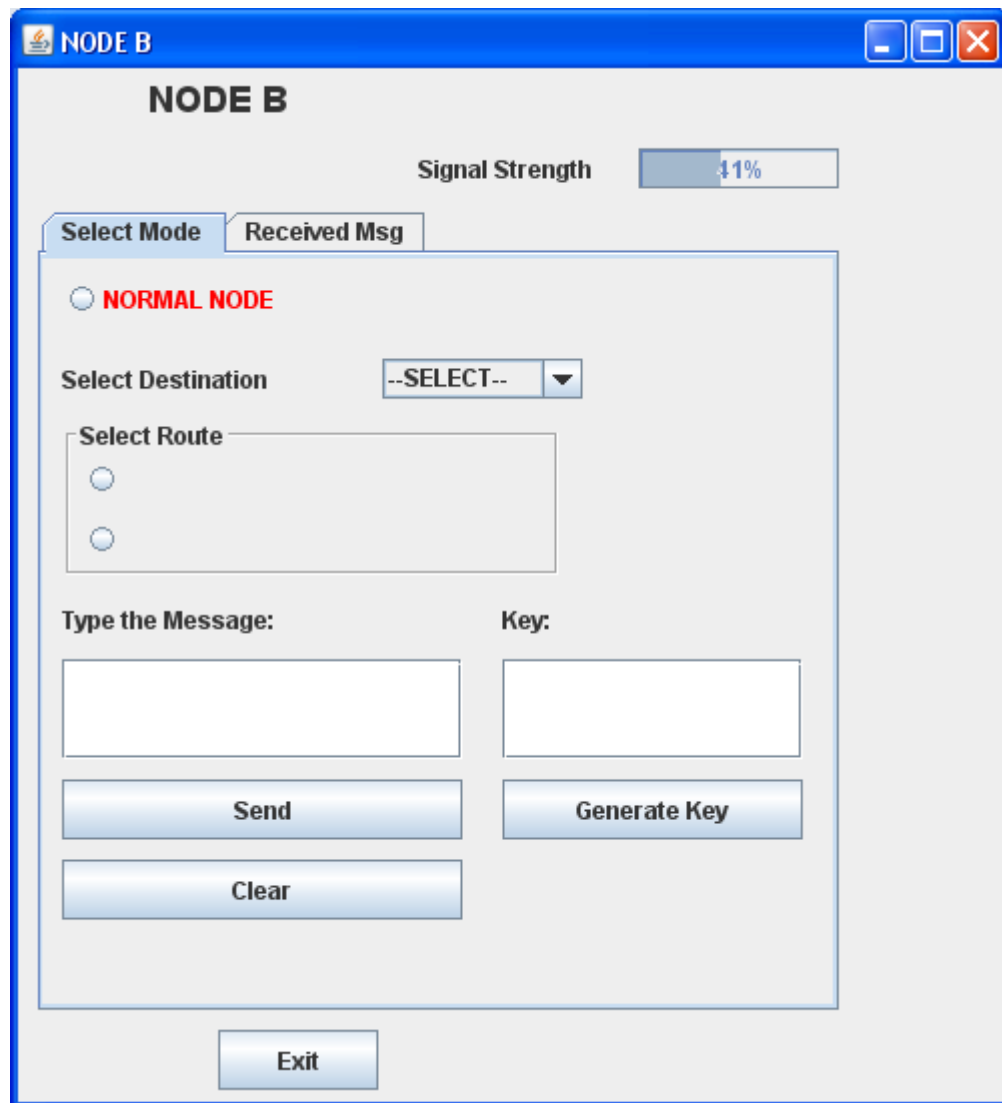 NODE B
NODE B
Signal Strength 41%
Select Mode Received Msg
NORMAL NODE
Select Destination --SELECT--
Select Route
Type the Message: Key:
Send Generate Key
Clear
Exit